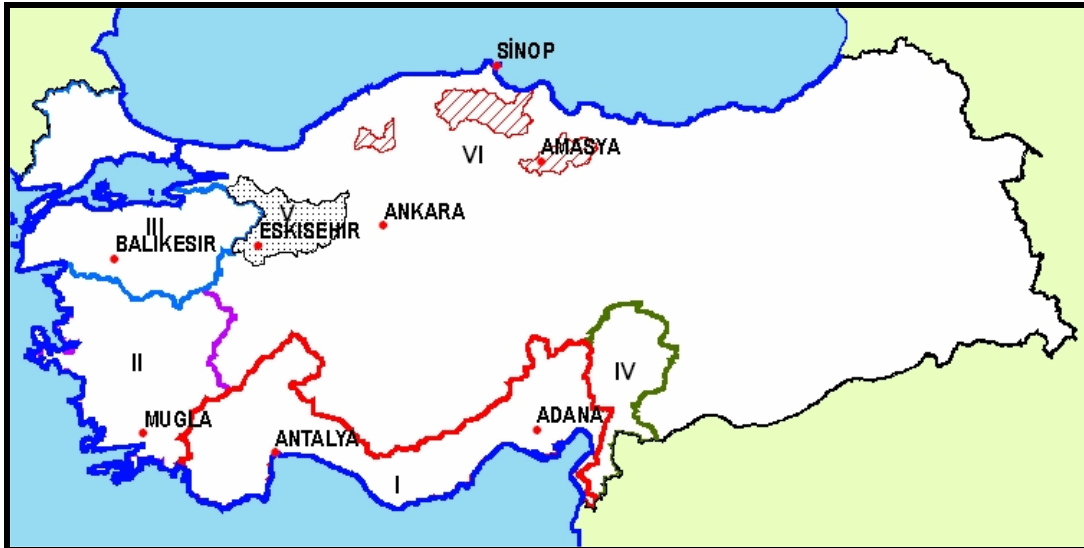 SİNOP
AMASYA
VI
ANKARA
V
ESKISEHIR
III
BALIKESIR
II
IV
MUGLA
ADANA
ANTALYA
I